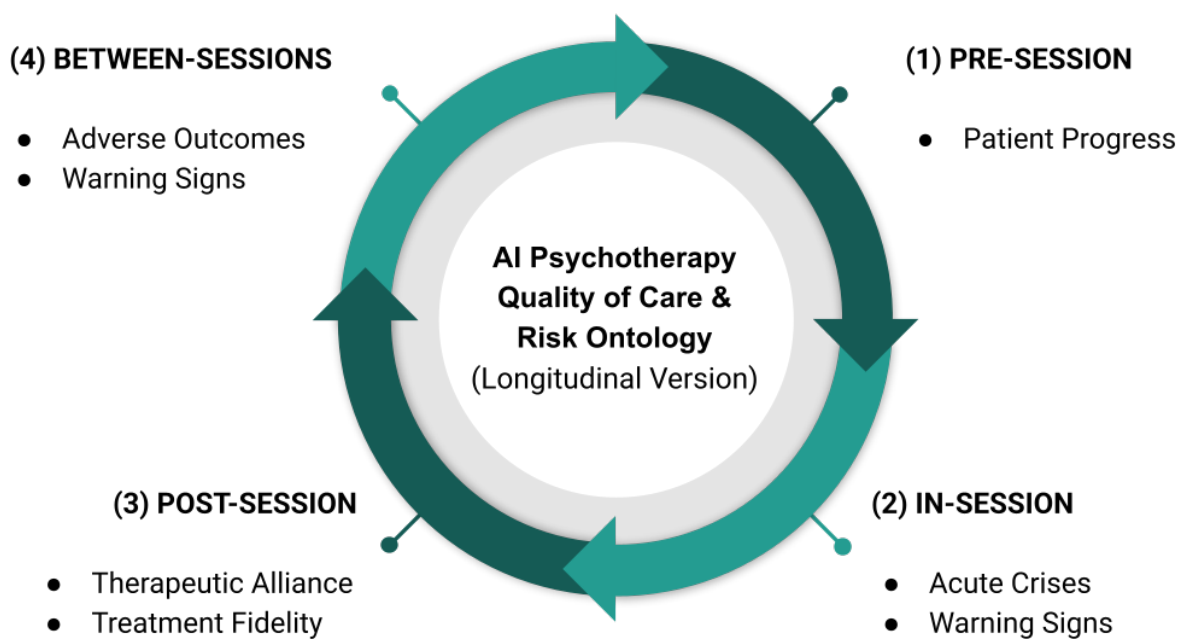 (4) BETWEEN-SESSIONS
● Adverse Outcomes
● Warning Signs
(1) PRE-SESSION
● Patient Progress
AI Psychotherapy
Quality of Care &
Risk Ontology
(Longitudinal Version)
(3) POST-SESSION
● Therapeutic Alliance
● Treatment Fidelity
(2) IN-SESSION
● Acute Crises
● Warning Signs